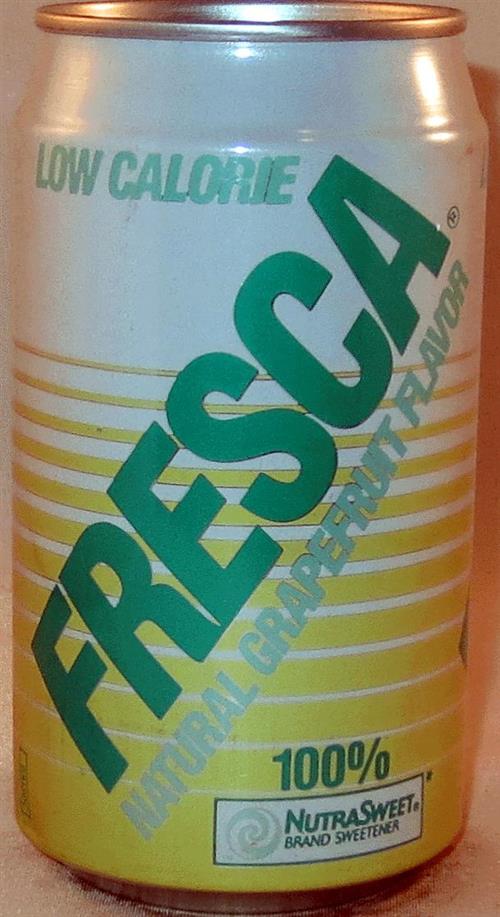 LOW CALORIE
FRESCA®
NATURAL GRAPEFRUIT FLAVOR
100%
NUTRASWEET® *
BRAND SWEETENER